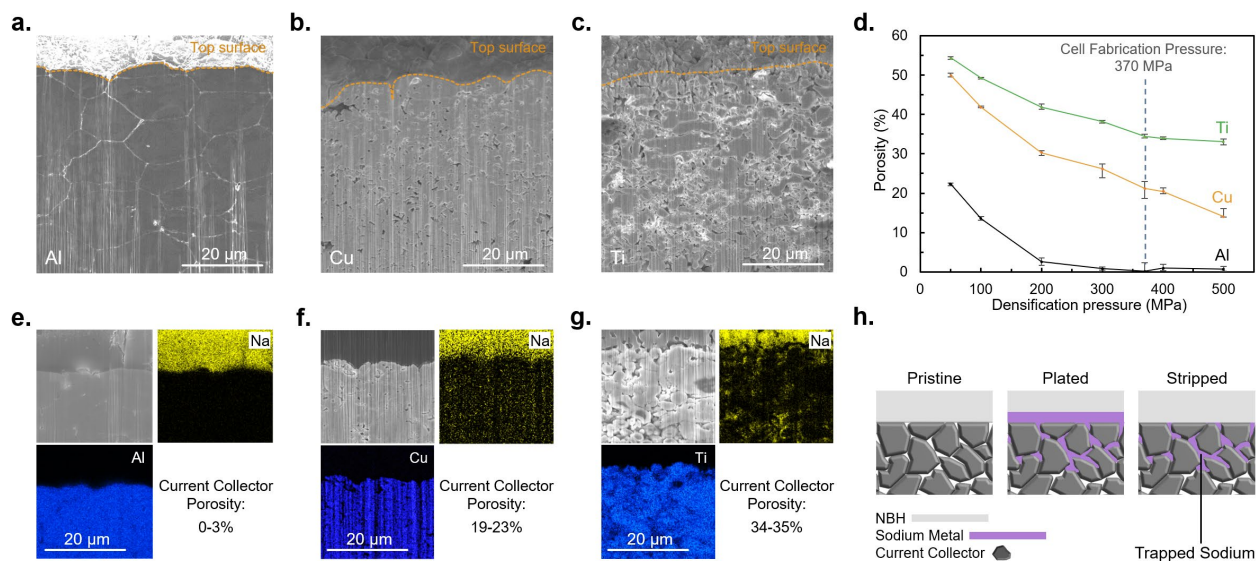 a.
Top surface
Al
20 μm
b.
Top surface
Cu
20 μm
c.
Top surface
Ti
20 μm
d.
Cell Fabrication Pressure:
370 MPa
Porosity (%)
60
50
40
30
20
10
0
Ti
Cu
Al
0 100 200 300 400 500
Densification pressure (MPa)
e.
Na
Al
20 μm
Current Collector
Porosity:
0-3%
f.
Na
Cu
20 μm
Current Collector
Porosity:
19-23%
g.
Na
Ti
20 μm
Current Collector
Porosity:
34-35%
h.
Pristine
Plated
Stripped
NBH
Sodium Metal
Current Collector
Trapped Sodium